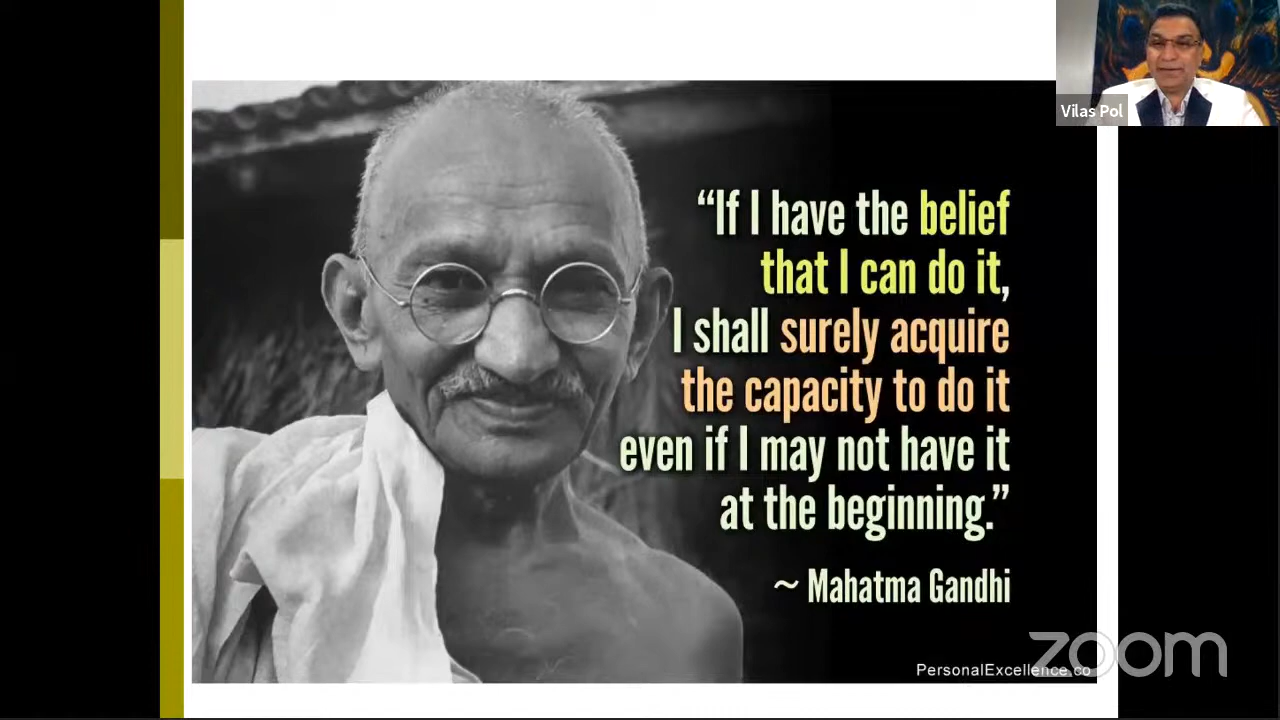 Vilas Pol
“If I have the belief
that I can do it,
I shall surely acquire
the capacity to do it
even if I may not have it
at the beginning.”
~ Mahatma Gandhi
PersonalExcellence.co
zoom